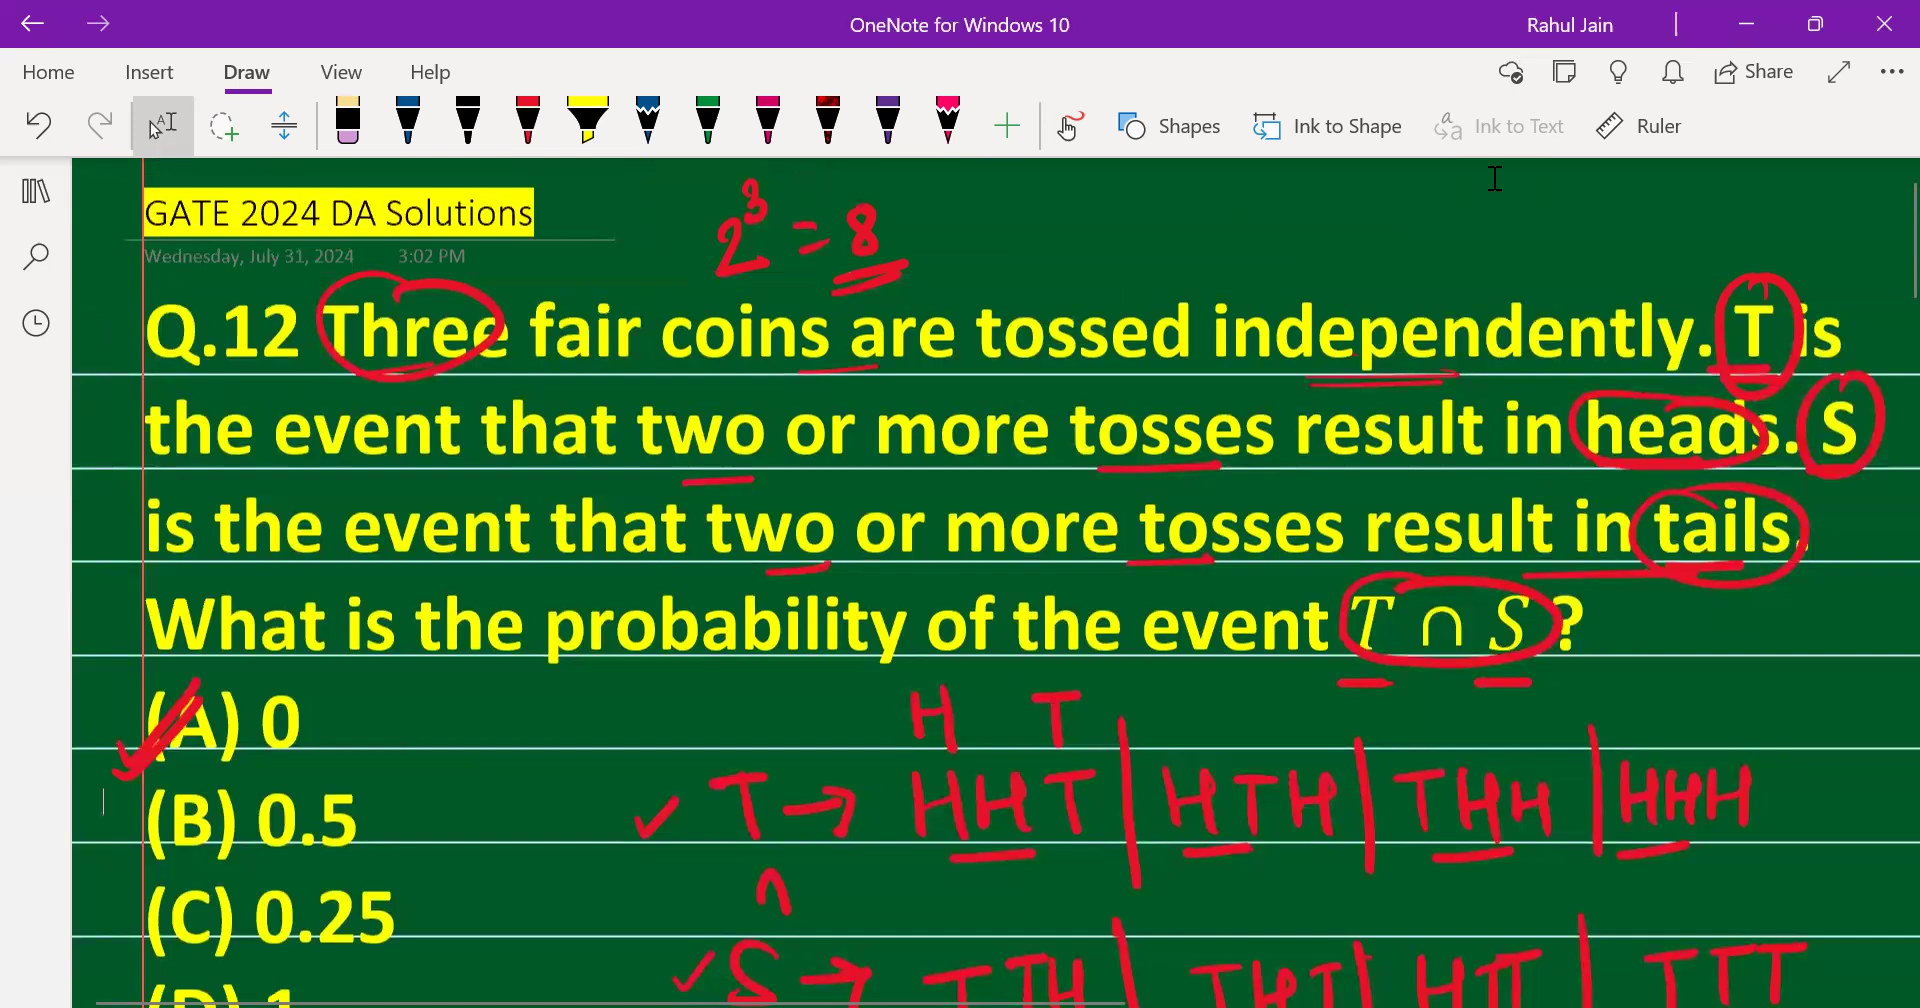 OneNote for Windows 10
Rahul Jain
Home Insert Draw View Help
Share
Shapes Ink to Shape Ink to Text Ruler
GATE 2024 DA Solutions
Wednesday, July 31, 2024 3:02 PM
2³ = 8
Q.12 Three fair coins are tossed independently. T is
the event that two or more tosses result in heads. S
is the event that two or more tosses result in tails.
What is the probability of the event T ∩ S ?
(A) 0
H T
(B) 0.5
T → HHT | HTH | THH | HHH
∩
(C) 0.25
S → TTH | THT | HTT | TTT
(D) 1